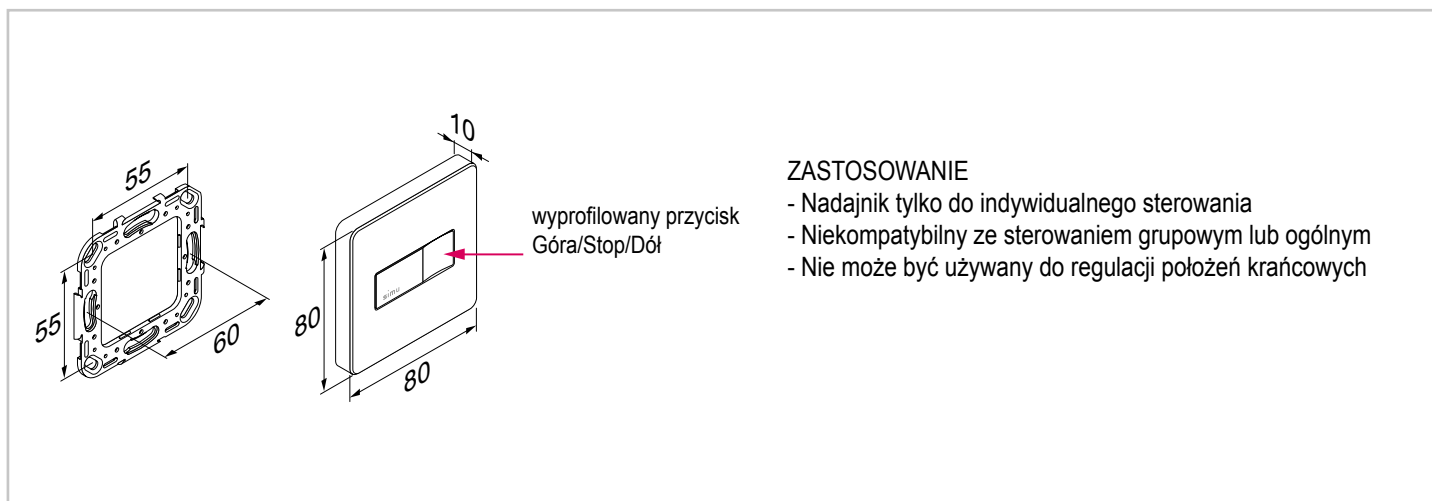 55
55
60
10
80
80
simu
wyprofilowany przycisk
Góra/Stop/Dół
ZASTOSOWANIE
- Nadajnik tylko do indywidualnego sterowania
- Niekompatybilny ze sterowaniem grupowym lub ogólnym
- Nie może być używany do regulacji położeń krańcowych